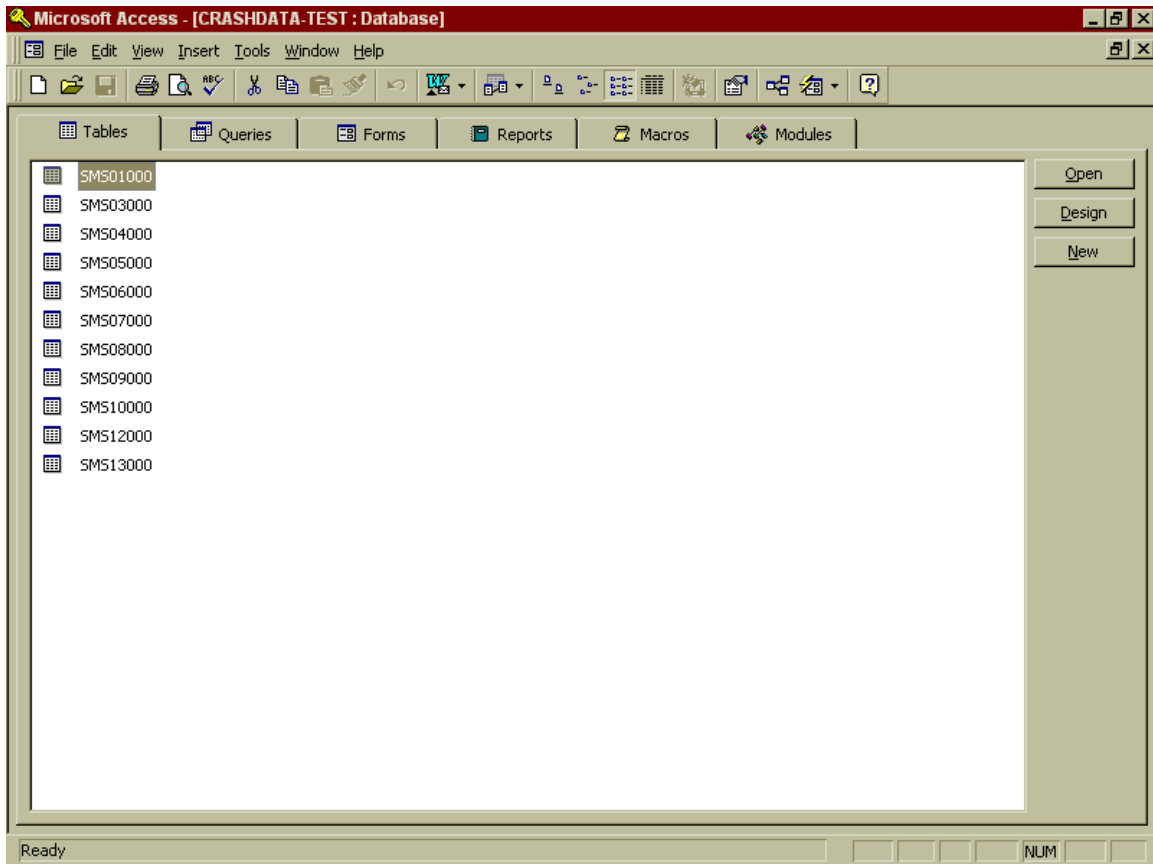 Microsoft Access - [CRASHDATA-TEST : Database]
File Edit View Insert Tools Window Help
Tables Queries Forms Reports Macros Modules
SMS01000
SMS03000
SMS04000
SMS05000
SMS06000
SMS07000
SMS08000
SMS09000
SMS10000
SMS12000
SMS13000
Open
Design
New
Ready NUM